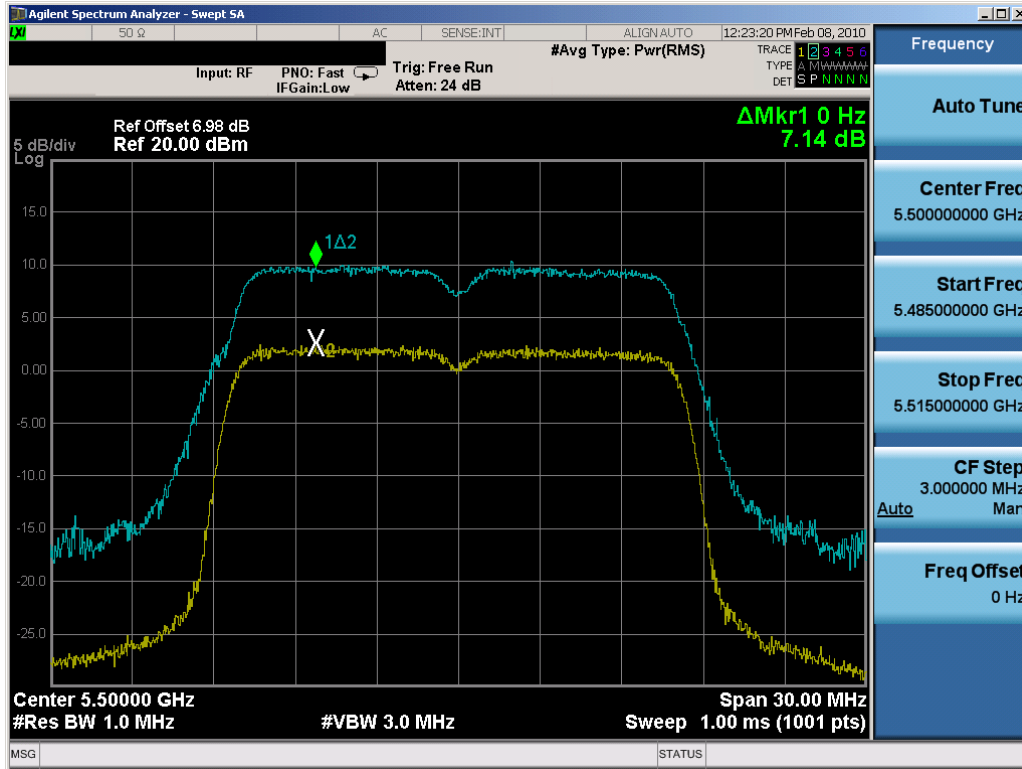 Agilent Spectrum Analyzer - Swept SA
LXI 50 Ω AC SENSE:INT ALIGN AUTO 12:23:20 PM Feb 08, 2010
#Avg Type: Pwr(RMS) TRACE 1 2 3 4 5 6
Input: RF PNO: Fast Trig: Free Run TYPE A MWWWWW
IFGain:Low Atten: 24 dB DET S P N N N N
ΔMkr1 0 Hz
Ref Offset 6.98 dB
5 dB/div Ref 20.00 dBm 7.14 dB
Log
15.0
1Δ2
10.0
5.00
X2
0.00
-5.00
-10.0
-15.0
-20.0
-25.0
Center 5.50000 GHz Span 30.00 MHz
#Res BW 1.0 MHz #VBW 3.0 MHz Sweep 1.00 ms (1001 pts)
MSG STATUS
Frequency
Auto Tune
Center Freq
5.500000000 GHz
Start Freq
5.485000000 GHz
Stop Freq
5.515000000 GHz
CF Step
3.000000 MHz
Auto Man
Freq Offset
0 Hz